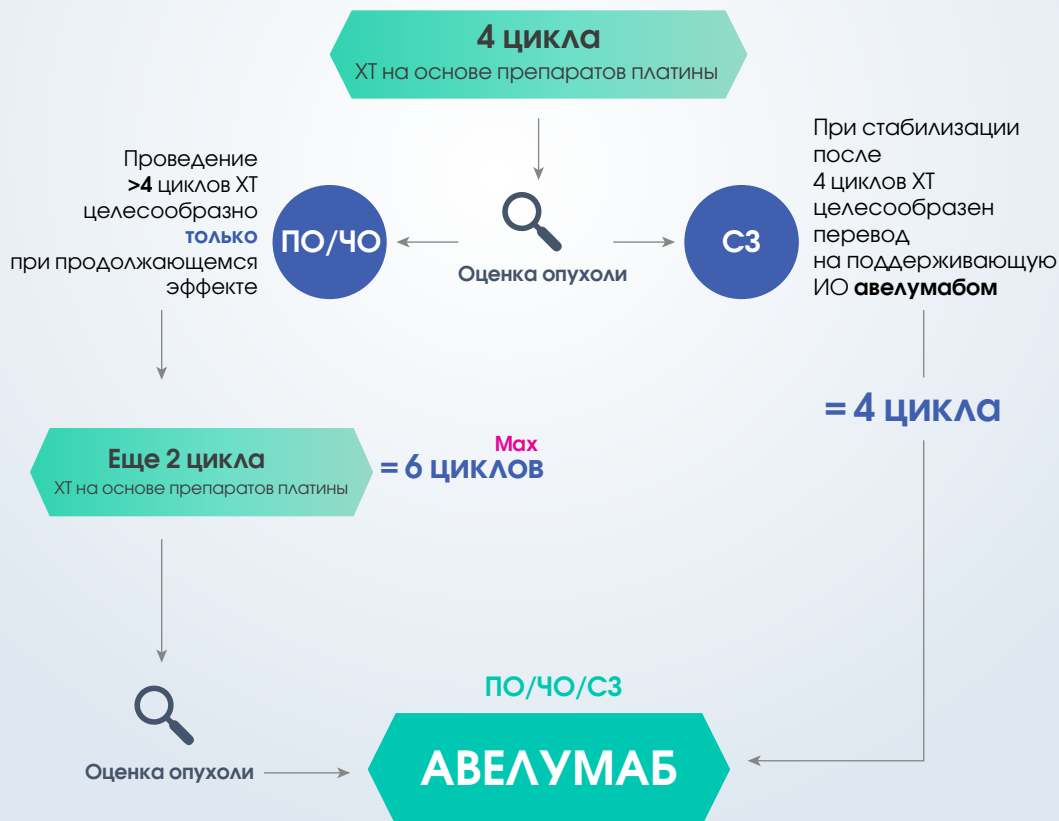 4 цикла
ХТ на основе препаратов платины
Проведение
>4 циклов ХТ
целесообразно
только
при продолжающемся
эффекте
ПО/ЧО
Оценка опухоли
СЗ
При стабилизации
после
4 циклов ХТ
целесообразен
перевод
на поддерживающую
ИО авелумабом
= 4 цикла
Еще 2 цикла
ХТ на основе препаратов платины
Max
= 6 циклов
Оценка опухоли
ПО/ЧО/СЗ
АВЕЛУМАБ